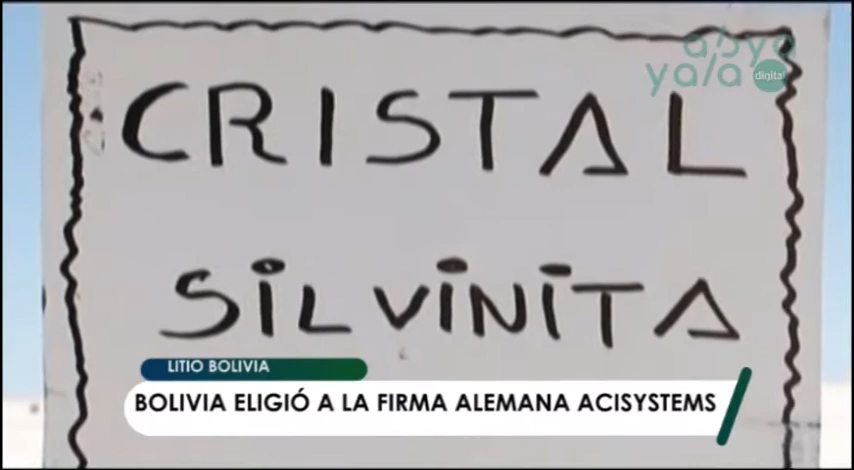 abya
yala
digital
CRISTAL
SILVINITA
LITIO BOLIVIA
BOLIVIA ELIGIÓ A LA FIRMA ALEMANA ACISYSTEMS